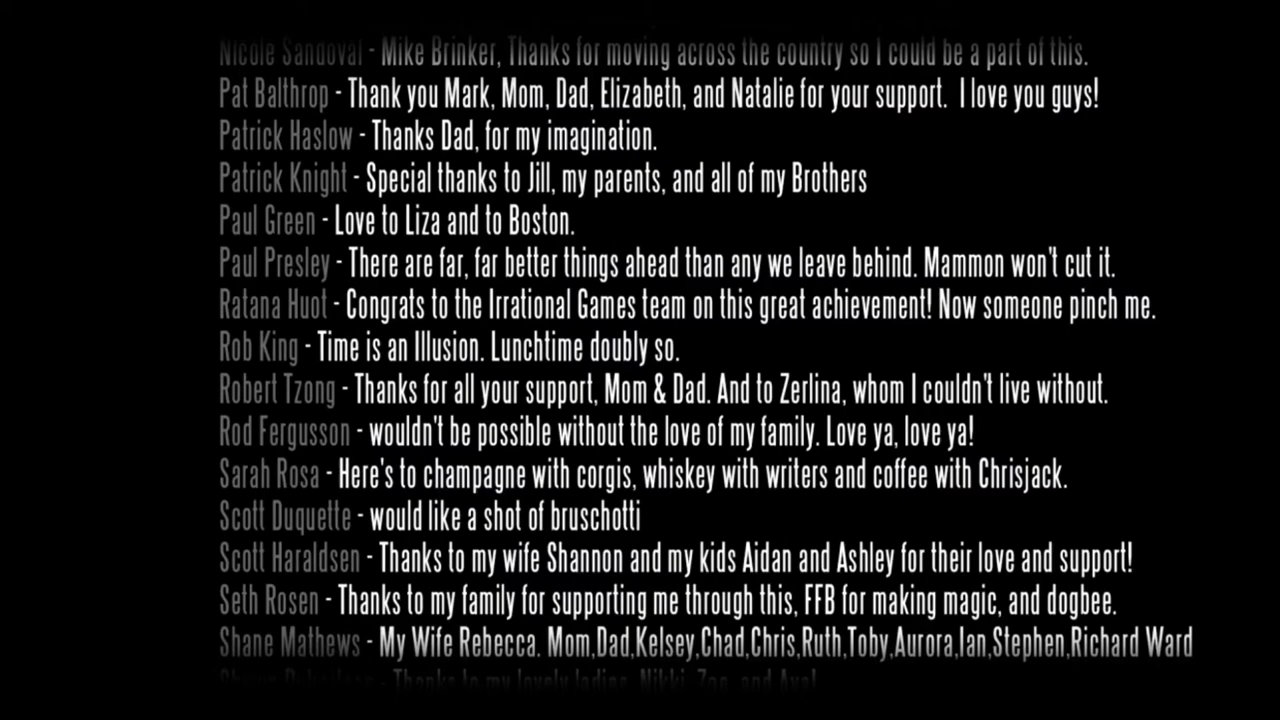 Nicole Sandoval - Mike Brinker, Thanks for moving across the country so I could be a part of this.
Pat Balthrop - Thank you Mark, Mom, Dad, Elizabeth, and Natalie for your support.  I love you guys!
Patrick Haslow - Thanks Dad, for my imagination.
Patrick Knight - Special thanks to Jill, my parents, and all of my Brothers
Paul Green - Love to Liza and to Boston.
Paul Presley - There are far, far better things ahead than any we leave behind. Mammon won't cut it.
Ratana Huot - Congrats to the Irrational Games team on this great achievement! Now someone pinch me.
Rob King - Time is an Illusion. Lunchtime doubly so.
Robert Tzong - Thanks for all your support, Mom & Dad. And to Zerlina, whom I couldn't live without.
Rod Fergusson - wouldn't be possible without the love of my family. Love ya, love ya!
Sarah Rosa - Here's to champagne with corgis, whiskey with writers and coffee with Chrisjack.
Scott Duquette - would like a shot of bruschotti
Scott Haraldsen - Thanks to my wife Shannon and my kids Aidan and Ashley for their love and support!
Seth Rosen - Thanks to my family for supporting me through this, FFB for making magic, and dogbee.
Shane Mathews - My Wife Rebecca. Mom,Dad,Kelsey,Chad,Chris,Ruth,Toby,Aurora,Ian,Stephen,Richard Ward
- Thanks to my lovely ladies, Nikki, and